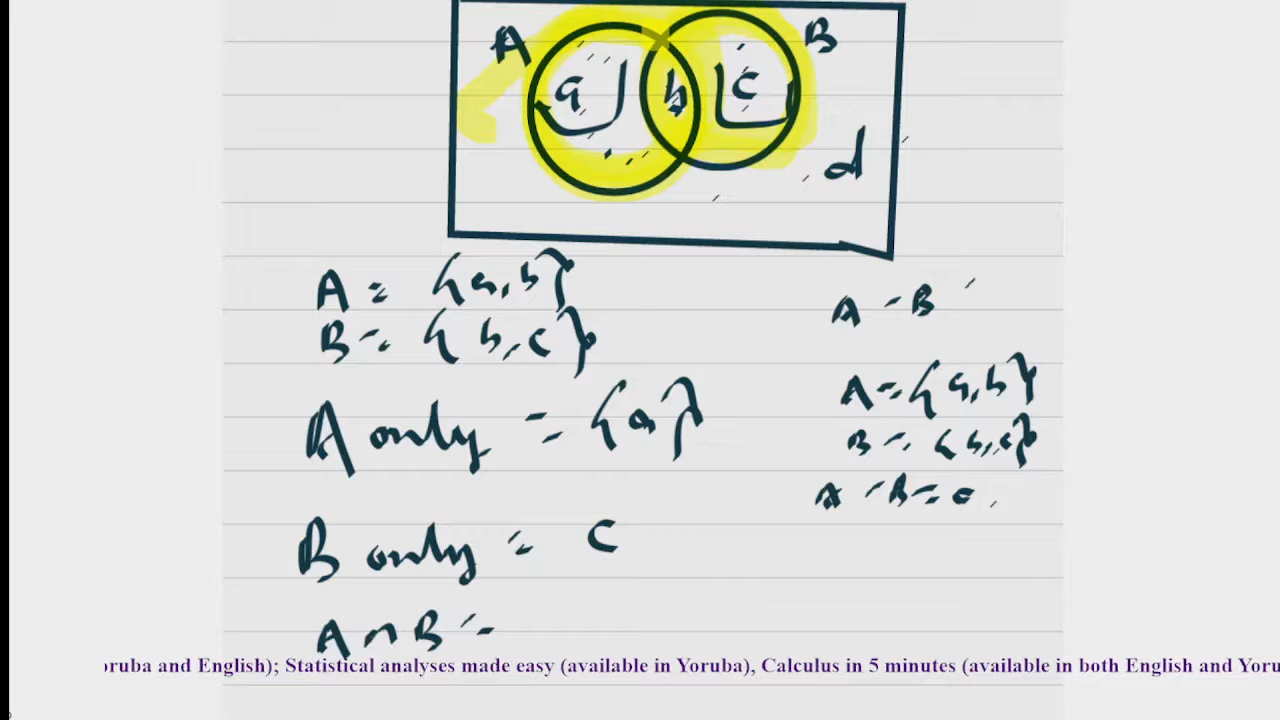 A B
a b c
d
A = {a, b}
B = {b, c}
A only = {a}
B only = c
A ∩ B =
A - B
A = {a, b}
B = {b, c}
A - B =
oruba and English); Statistical analyses made easy (available in Yoruba), Calculus in 5 minutes (available in both English and Yoru